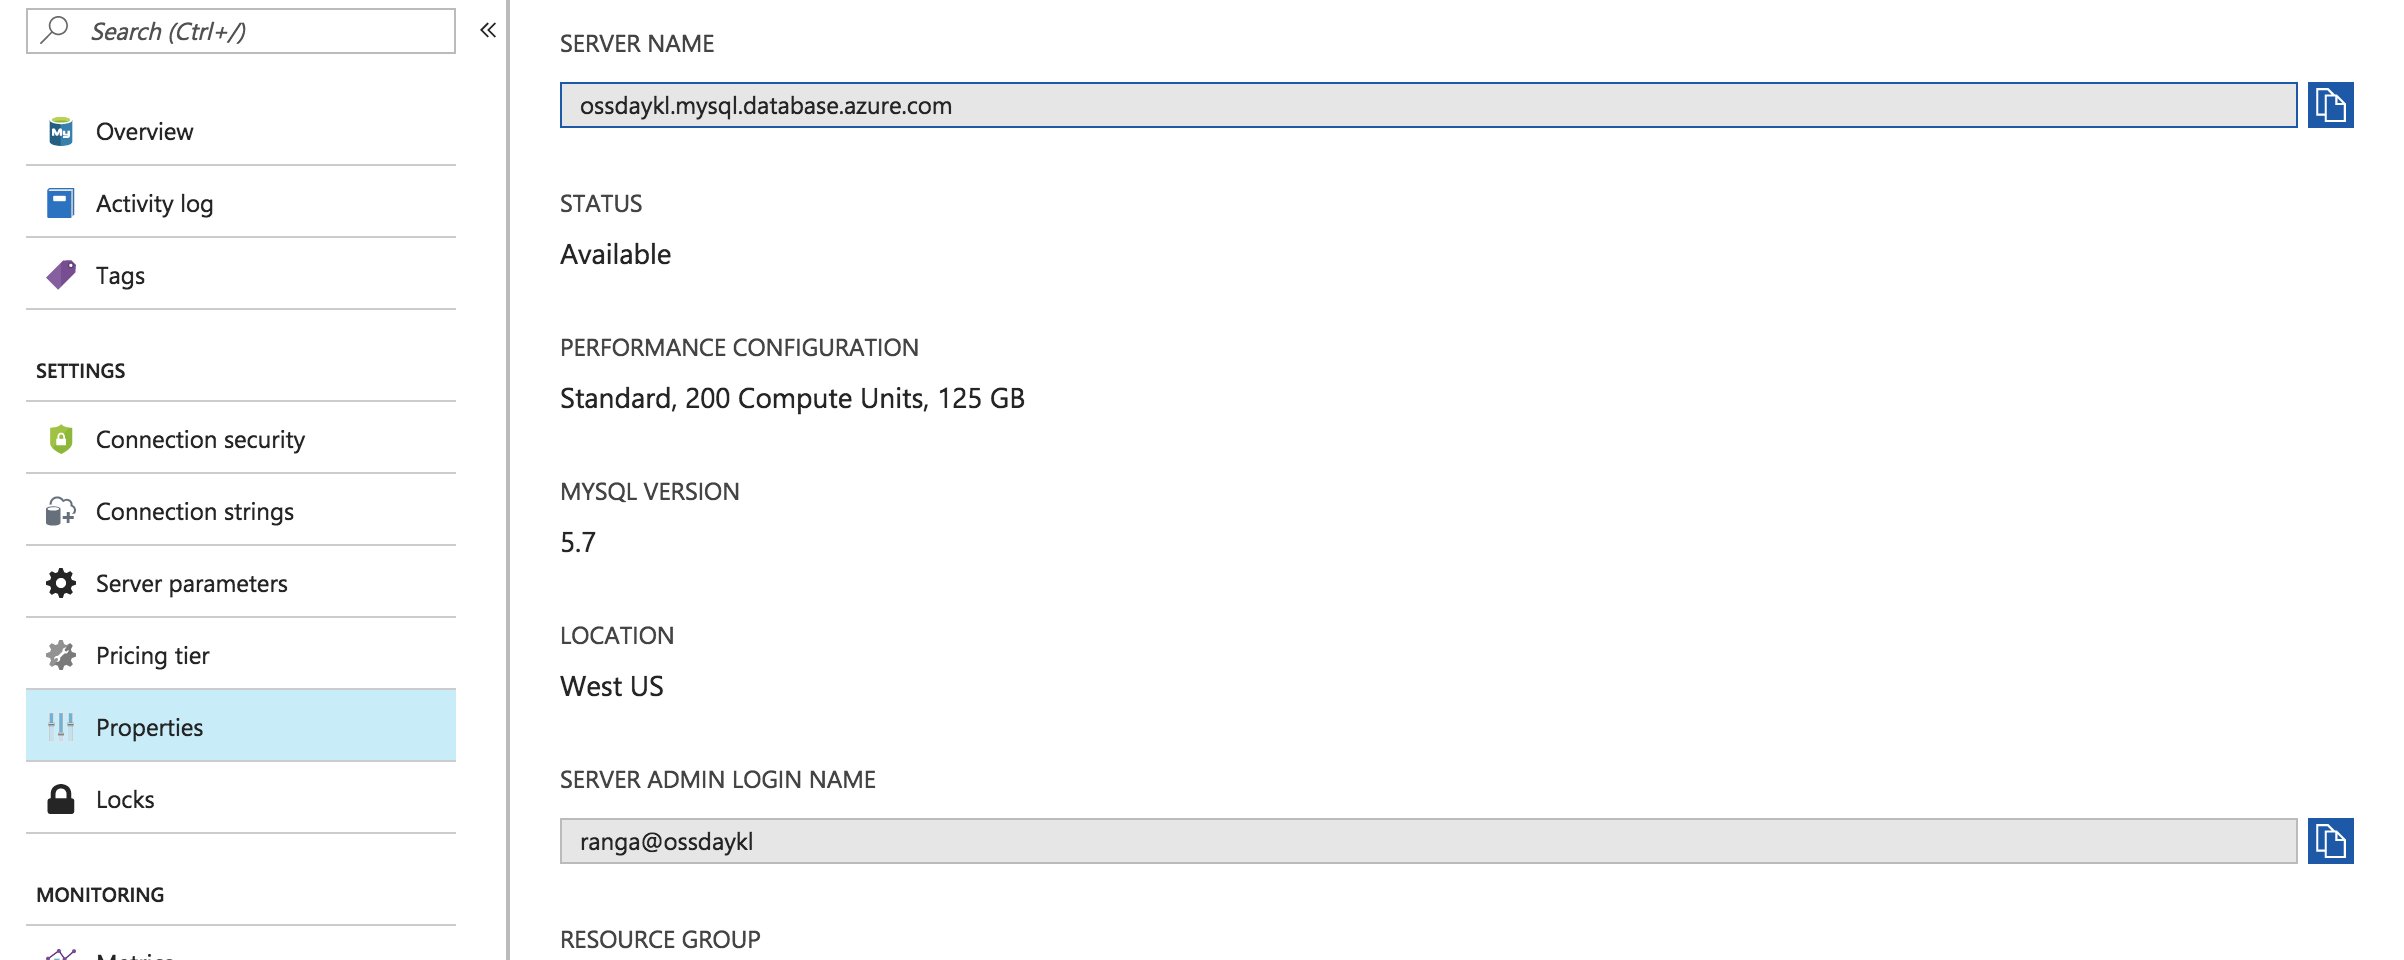 Search (Ctrl+/)
«
My
Overview
Activity log
Tags
SETTINGS
Connection security
Connection strings
Server parameters
Pricing tier
Properties
Locks
MONITORING
Metrics
SERVER NAME
ossdaykl.mysql.database.azure.com
STATUS
Available
PERFORMANCE CONFIGURATION
Standard, 200 Compute Units, 125 GB
MYSQL VERSION
5.7
LOCATION
West US
SERVER ADMIN LOGIN NAME
ranga@ossdaykl
RESOURCE GROUP